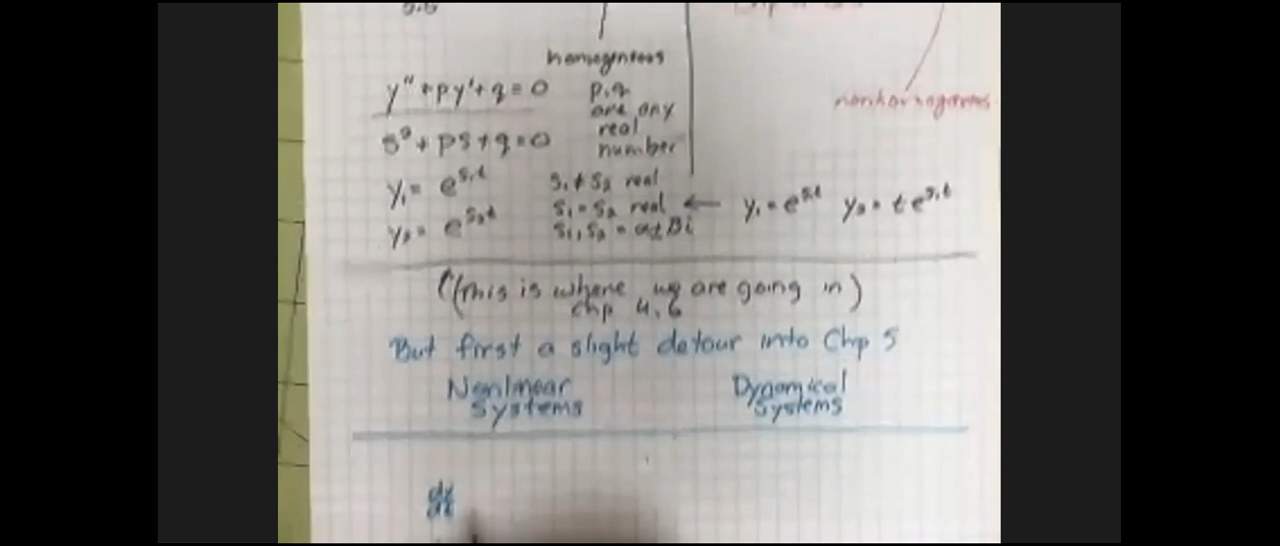 homogeneous
y" + py' + q = 0 p, q
are any
real
number
nonhomogeneous
s² + ps + q = 0
y₁ = e^{s₁t} s₁ ≠ s₂ real
s₁ = s₂ real ← y₁ = e^{s₁t} y₂ = te^{s₁t}
y₂ = e^{s₂t} s₁, s₂ = α ± βi
(This is where we are going in)
chp 4, 6
But first a slight detour into Chp 5
Nonlinear Dynamical
Systems Systems
dx
dt